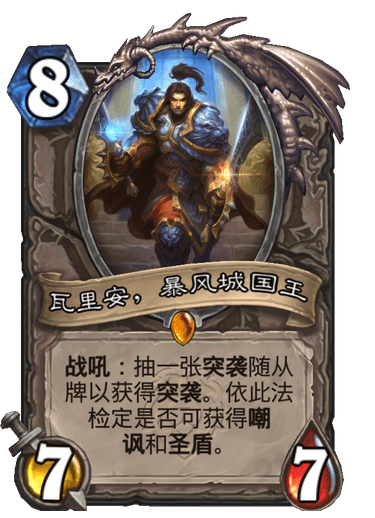 8
瓦里安，暴风城国王
战吼：抽一张突袭随从
牌以获得突袭。依此法
检定是否可获得嘲
讽和圣盾。
7
7